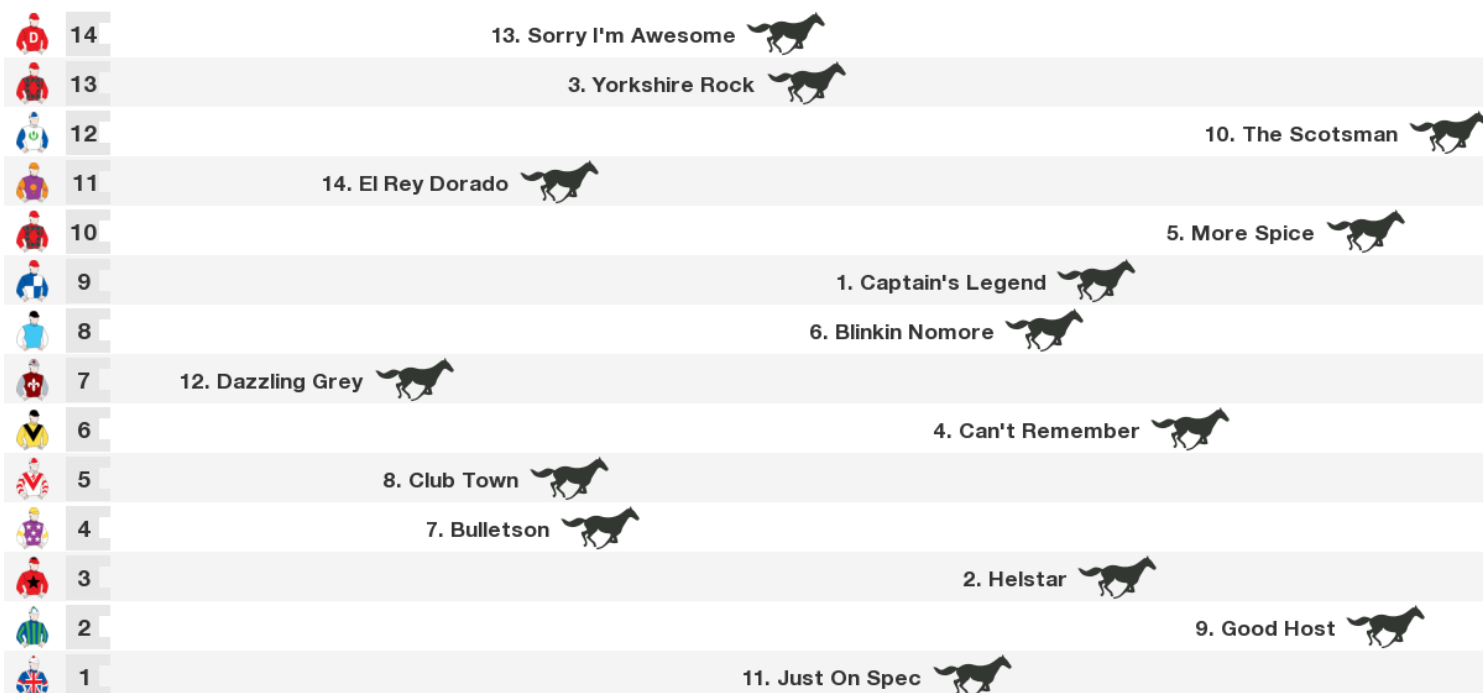 D 14 13. Sorry I'm Awesome
13 3. Yorkshire Rock
12 10. The Scotsman
11 14. El Rey Dorado
10 5. More Spice
9 1. Captain's Legend
8 6. Blinkin Nomore
7 12. Dazzling Grey
6 4. Can't Remember
5 8. Club Town
4 7. Bulletson
3 2. Helstar
2 9. Good Host
1 11. Just On Spec